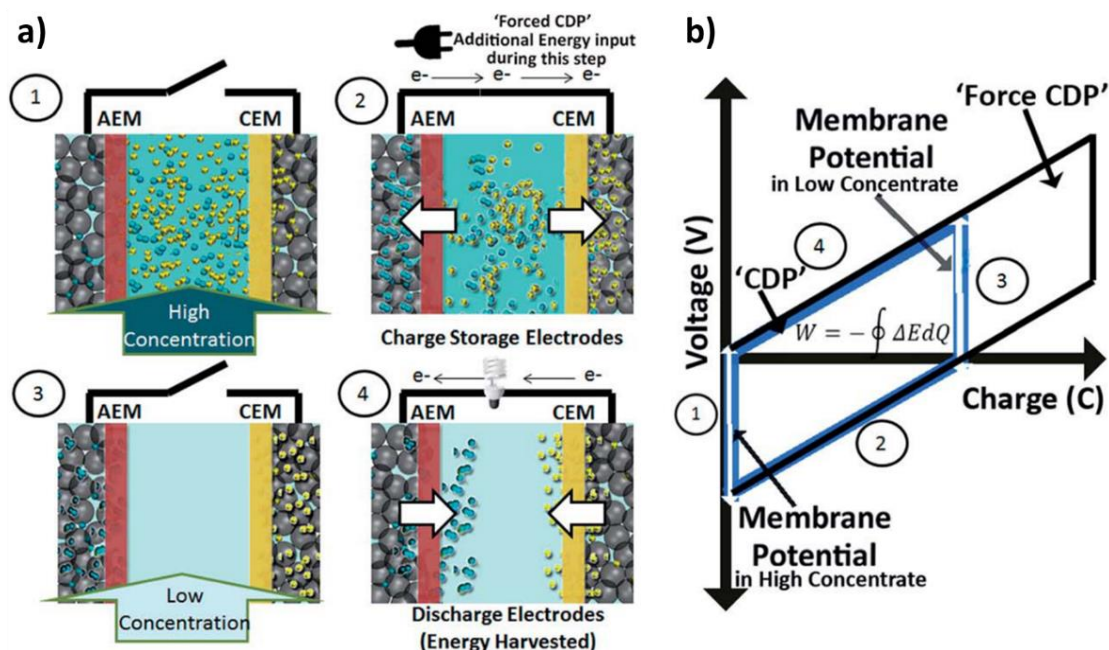 a)
1
AEM CEM
High
Concentration
'Forced CDP'
Additional Energy input
during this step
2
e- e- e-
AEM CEM
Charge Storage Electrodes
3
AEM CEM
Low
Concentration
4
e- e-
AEM CEM
Discharge Electrodes
(Energy Harvested)
b)
Voltage (V)
'Force CDP'
Membrane
Potential
in Low Concentrate
4
'CDP'
3
W = −∮ ΔEdQ
Charge (C)
1
2
Membrane
Potential
in High Concentrate